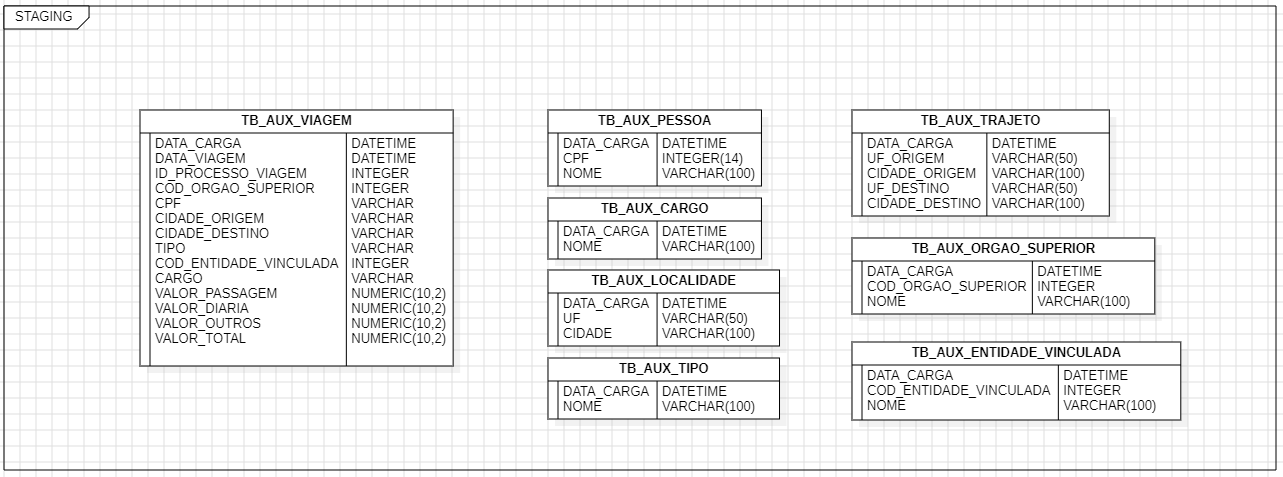 STAGING
TB_AUX_VIAGEM
DATA_CARGA DATETIME
DATA_VIAGEM DATETIME
ID_PROCESSO_VIAGEM INTEGER
COD_ORGAO_SUPERIOR INTEGER
CPF VARCHAR
CIDADE_ORIGEM VARCHAR
CIDADE_DESTINO VARCHAR
TIPO VARCHAR
COD_ENTIDADE_VINCULADA INTEGER
CARGO VARCHAR
VALOR_PASSAGEM NUMERIC(10,2)
VALOR_DIARIA NUMERIC(10,2)
VALOR_OUTROS NUMERIC(10,2)
VALOR_TOTAL NUMERIC(10,2)
TB_AUX_PESSOA
DATA_CARGA DATETIME
CPF INTEGER(14)
NOME VARCHAR(100)
TB_AUX_CARGO
DATA_CARGA DATETIME
NOME VARCHAR(100)
TB_AUX_LOCALIDADE
DATA_CARGA DATETIME
UF VARCHAR(50)
CIDADE VARCHAR(100)
TB_AUX_TIPO
DATA_CARGA DATETIME
NOME VARCHAR(100)
TB_AUX_TRAJETO
DATA_CARGA DATETIME
UF_ORIGEM VARCHAR(50)
CIDADE_ORIGEM VARCHAR(100)
UF_DESTINO VARCHAR(50)
CIDADE_DESTINO VARCHAR(100)
TB_AUX_ORGAO_SUPERIOR
DATA_CARGA DATETIME
COD_ORGAO_SUPERIOR INTEGER
NOME VARCHAR(100)
TB_AUX_ENTIDADE_VINCULADA
DATA_CARGA DATETIME
COD_ENTIDADE_VINCULADA INTEGER
NOME VARCHAR(100)